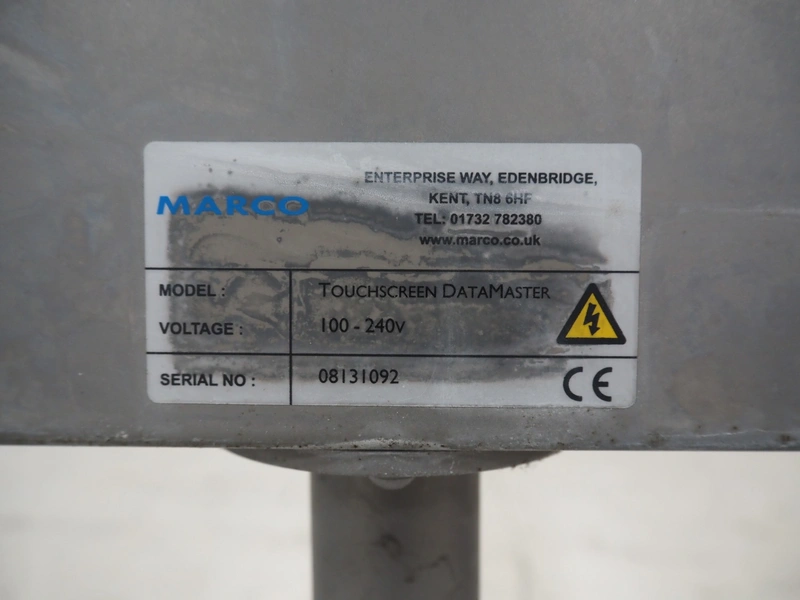 MARCO
ENTERPRISE WAY, EDENBRIDGE,
KENT, TN8 6HF
TEL: 01732 782380
www.marco.co.uk
MODEL : TOUCHSCREEN DATAMASTER
VOLTAGE : 100 - 240V
SERIAL NO : 08131092
CE